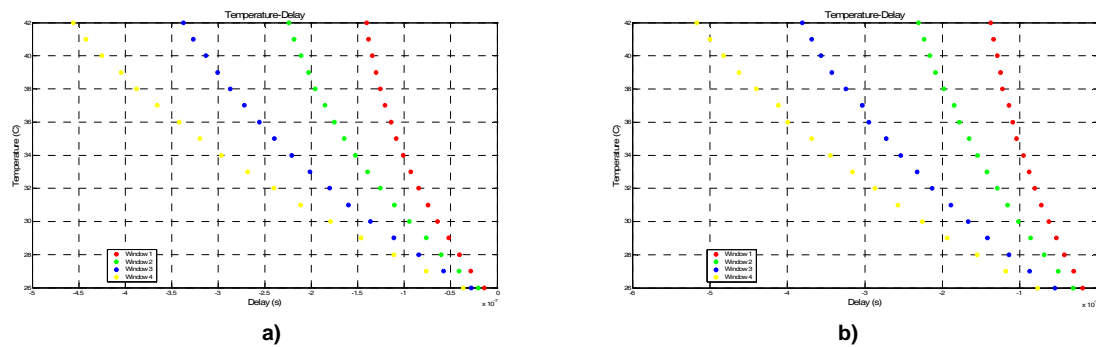 Temperature-Delay
Temperature (C)
42
40
38
36
34
32
30
28
26
Window 1
Window 2
Window 3
Window 4
-5 -4.5 -4 -3.5 -3 -2.5 -2 -1.5 -1 -0.5 0
Delay (s)
x 10⁻⁷
a)
Temperature-Delay
Temperature (C)
42
40
38
36
34
32
30
28
26
Window 1
Window 2
Window 3
Window 4
-6 -5 -4 -3 -2 -1
Delay (s)
x 10⁻⁷
b)